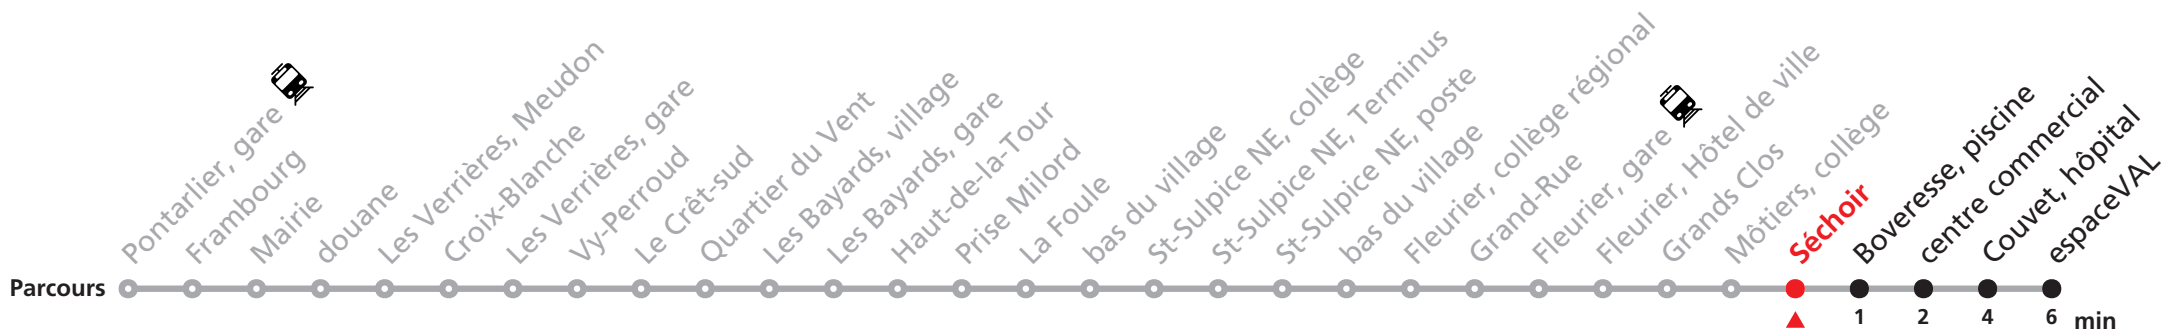 Pontarlier, gare
Frambourg
Mairie
douane
Les Verrières, Meudon
Croix-Blanche
Les Verrières, gare
Vy-Perroud
Le Crêt-sud
Quartier du Vent
Les Bayards, village
Les Bayards, gare
Haut-de-la-Tour
Prise Milord
La Foule
bas du village
St-Sulpice NE, collège
St-Sulpice NE, Terminus
St-Sulpice NE, poste
bas du village
Fleurier, collège régional
Grand-Rue
Fleurier, gare
Fleurier, Hôtel de ville
Grands Clos
Môtiers, collège
Séchoir
Boveresse, piscine
centre commercial
Couvet, hôpital
espaceVAL
Parcours
1 2 4 6 min